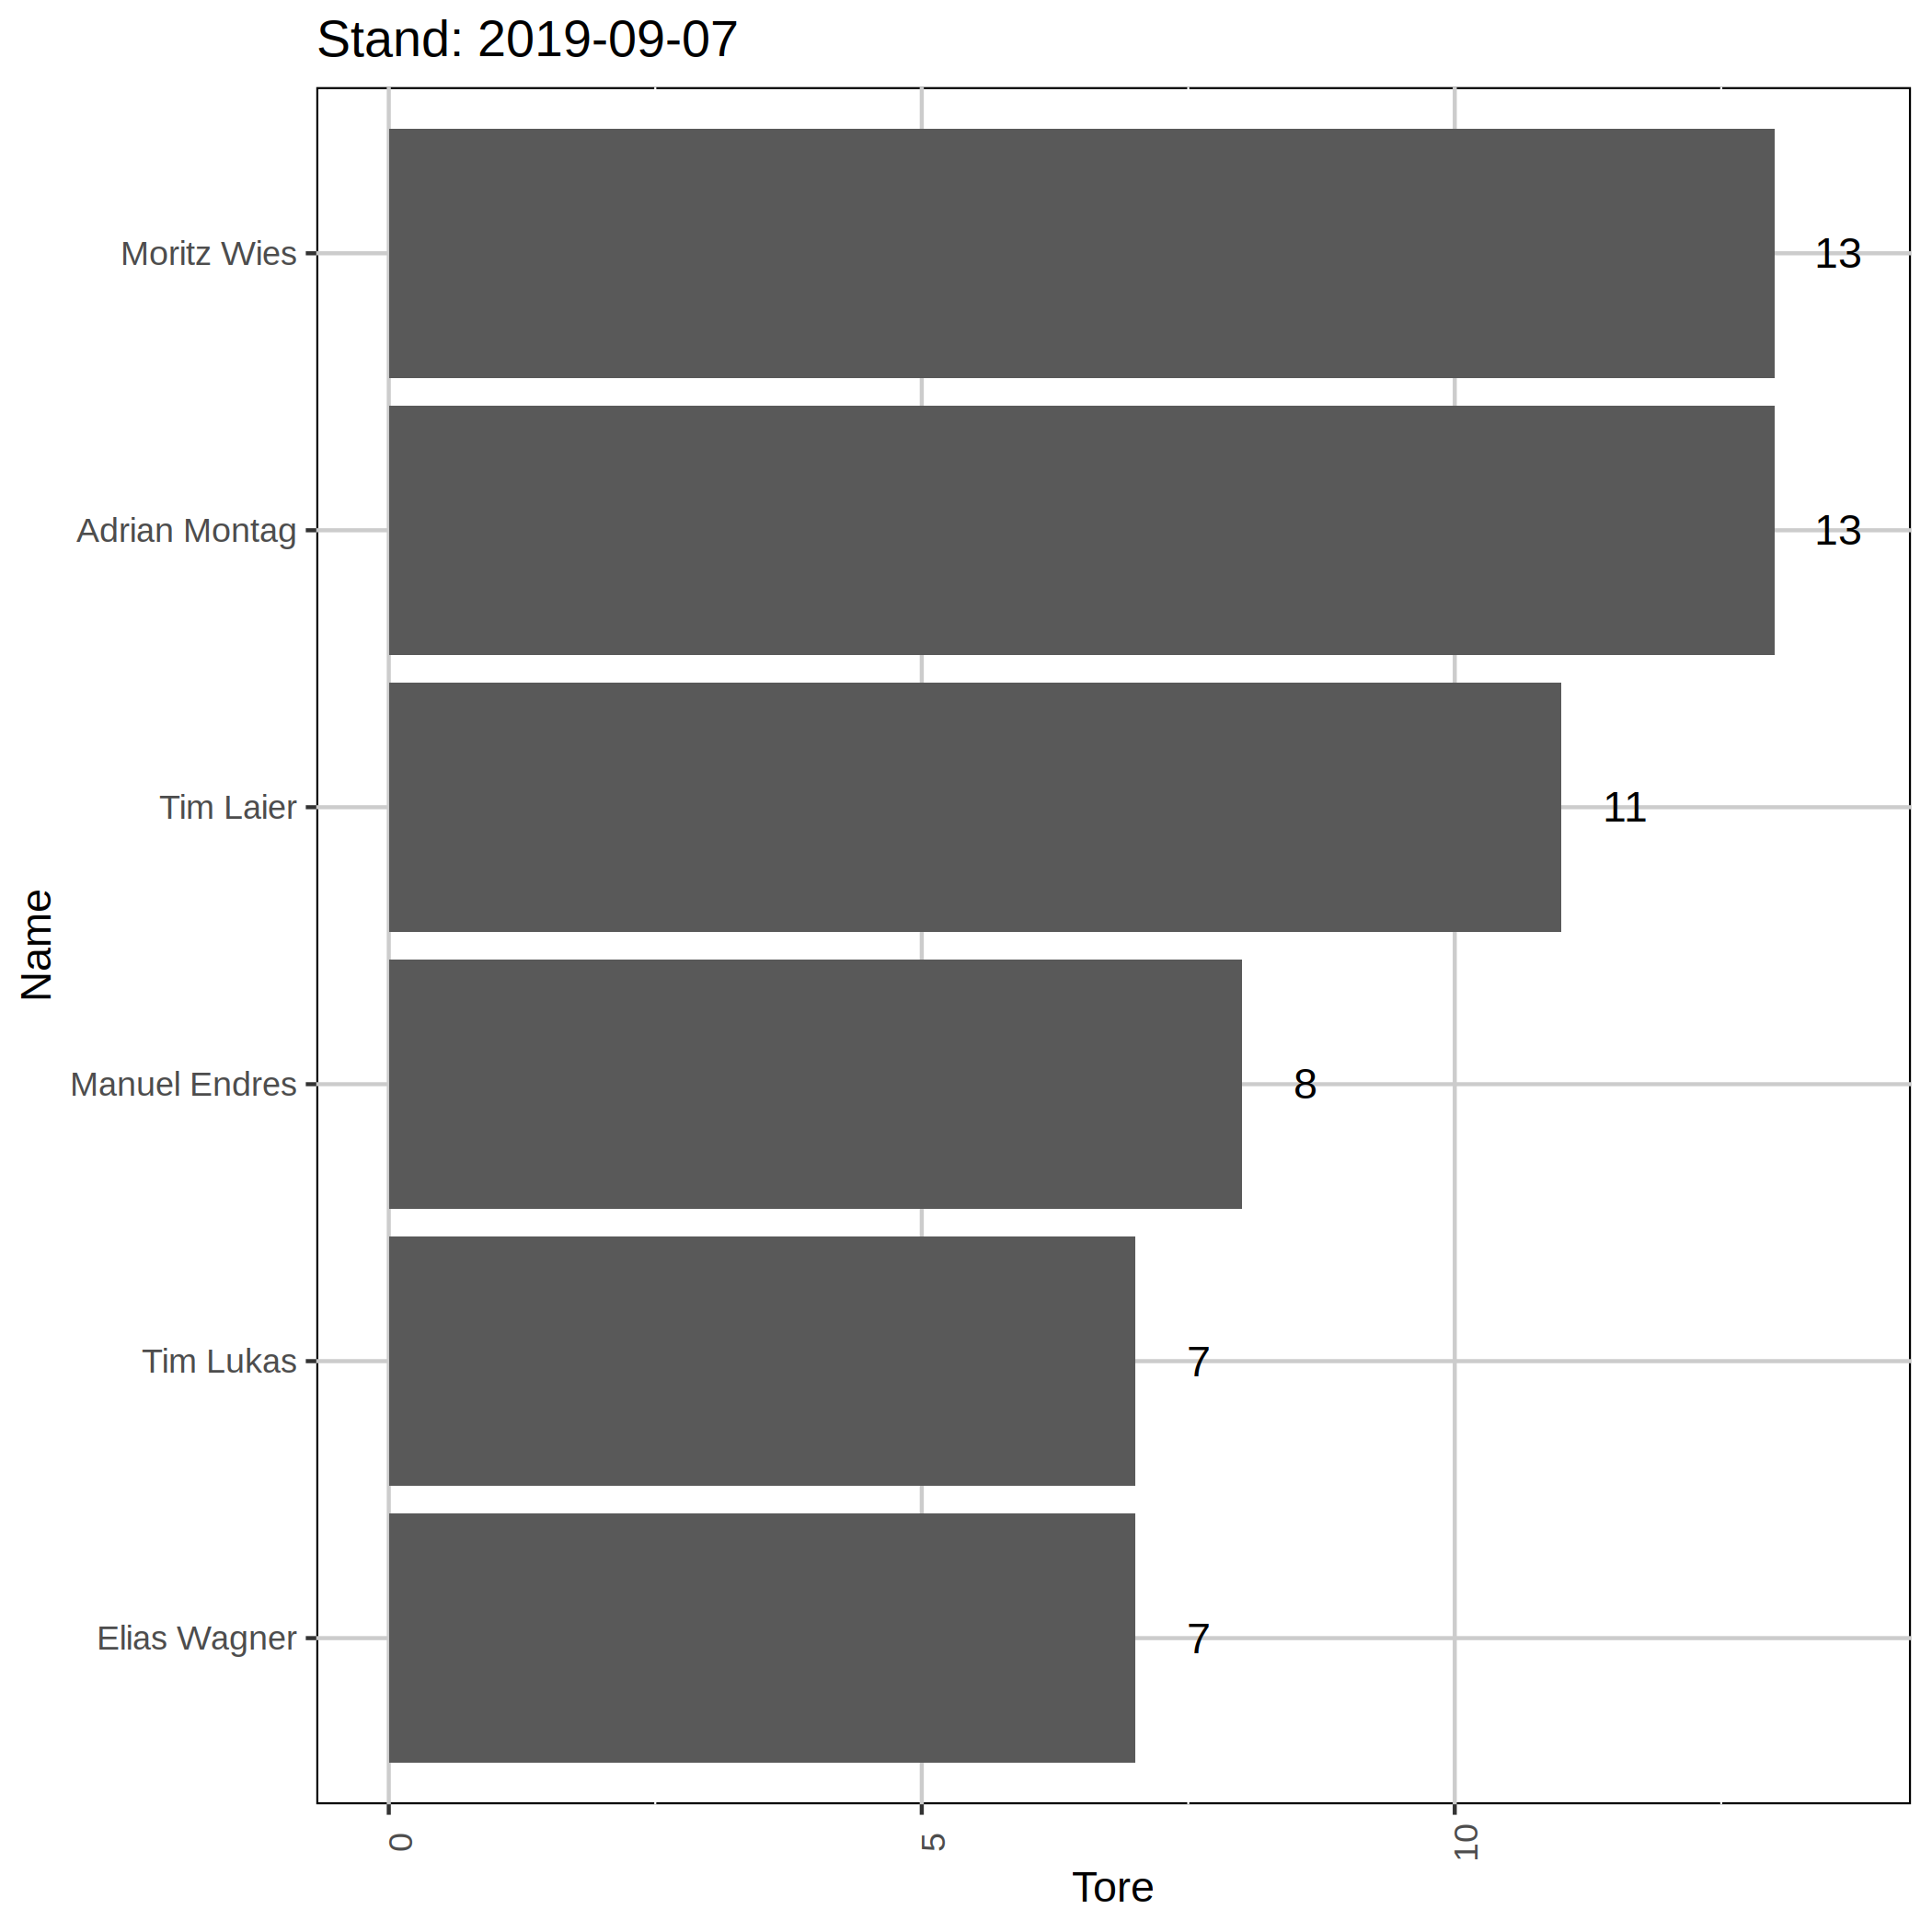 Stand: 2019-09-07
Moritz Wies 13
Adrian Montag 13
Tim Laier 11
Name
Manuel Endres 8
Tim Lukas 7
Elias Wagner 7
0 5 10
Tore